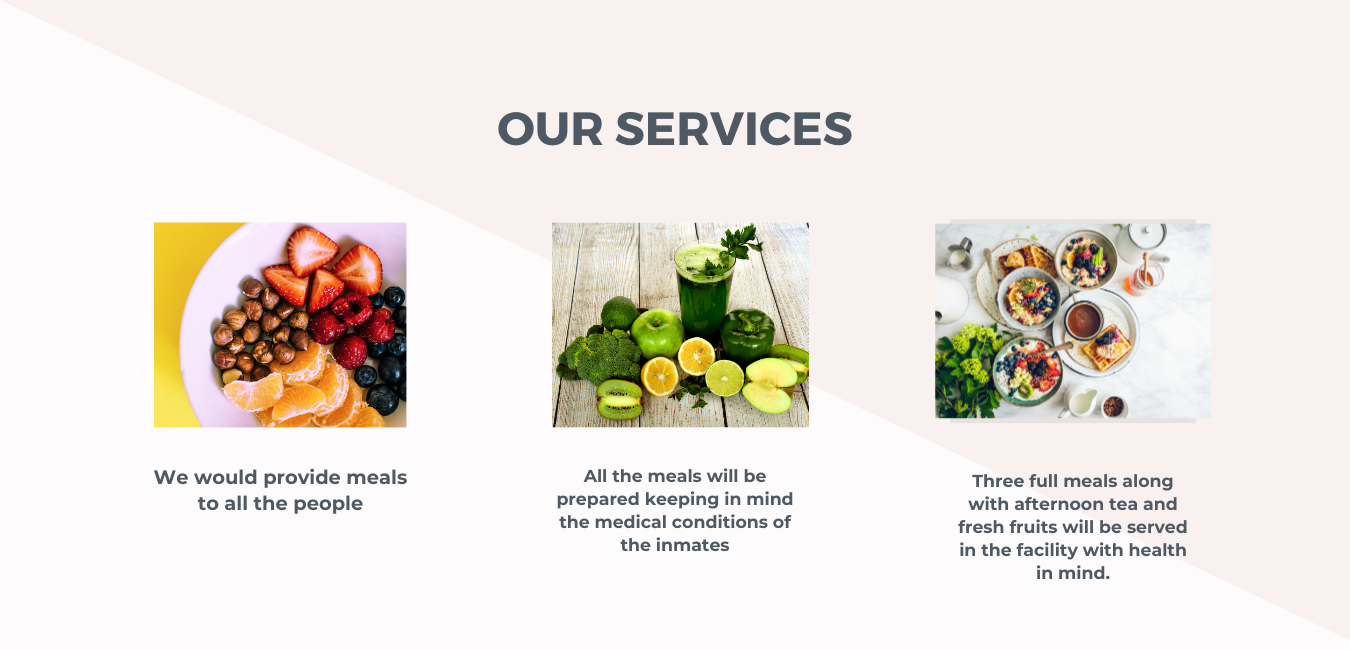 OUR SERVICES
We would provide meals
to all the people
All the meals will be
prepared keeping in mind
the medical conditions of
the inmates
Three full meals along
with afternoon tea and
fresh fruits will be served
in the facility with health
in mind.